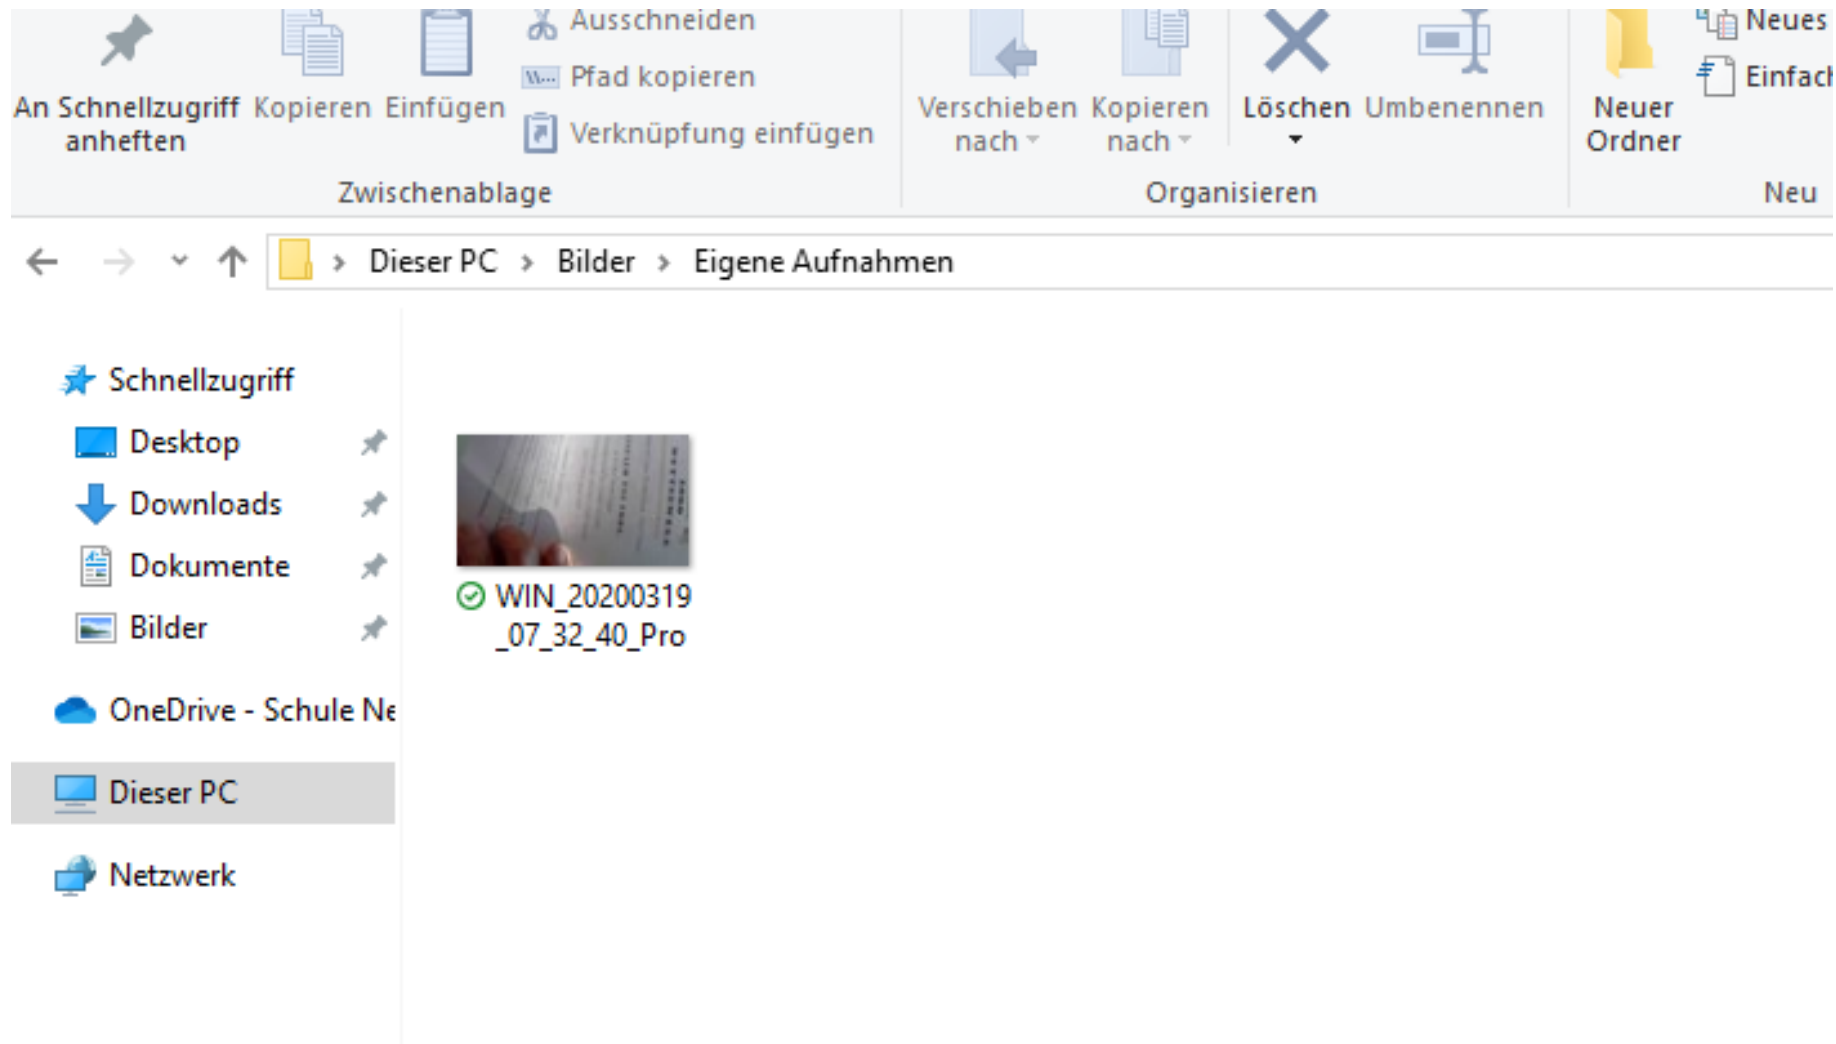 Ausschneiden
Neues
Pfad kopieren
Einfach
An Schnellzugriff anheften
Kopieren
Einfügen
Verknüpfung einfügen
Verschieben nach
Kopieren nach
Löschen
Umbenennen
Neuer Ordner
Zwischenablage
Organisieren
Neu
Dieser PC > Bilder > Eigene Aufnahmen
Schnellzugriff
Desktop
Downloads
Dokumente
Bilder
OneDrive - Schule Ne
Dieser PC
Netzwerk
WIN_20200319
_07_32_40_Pro